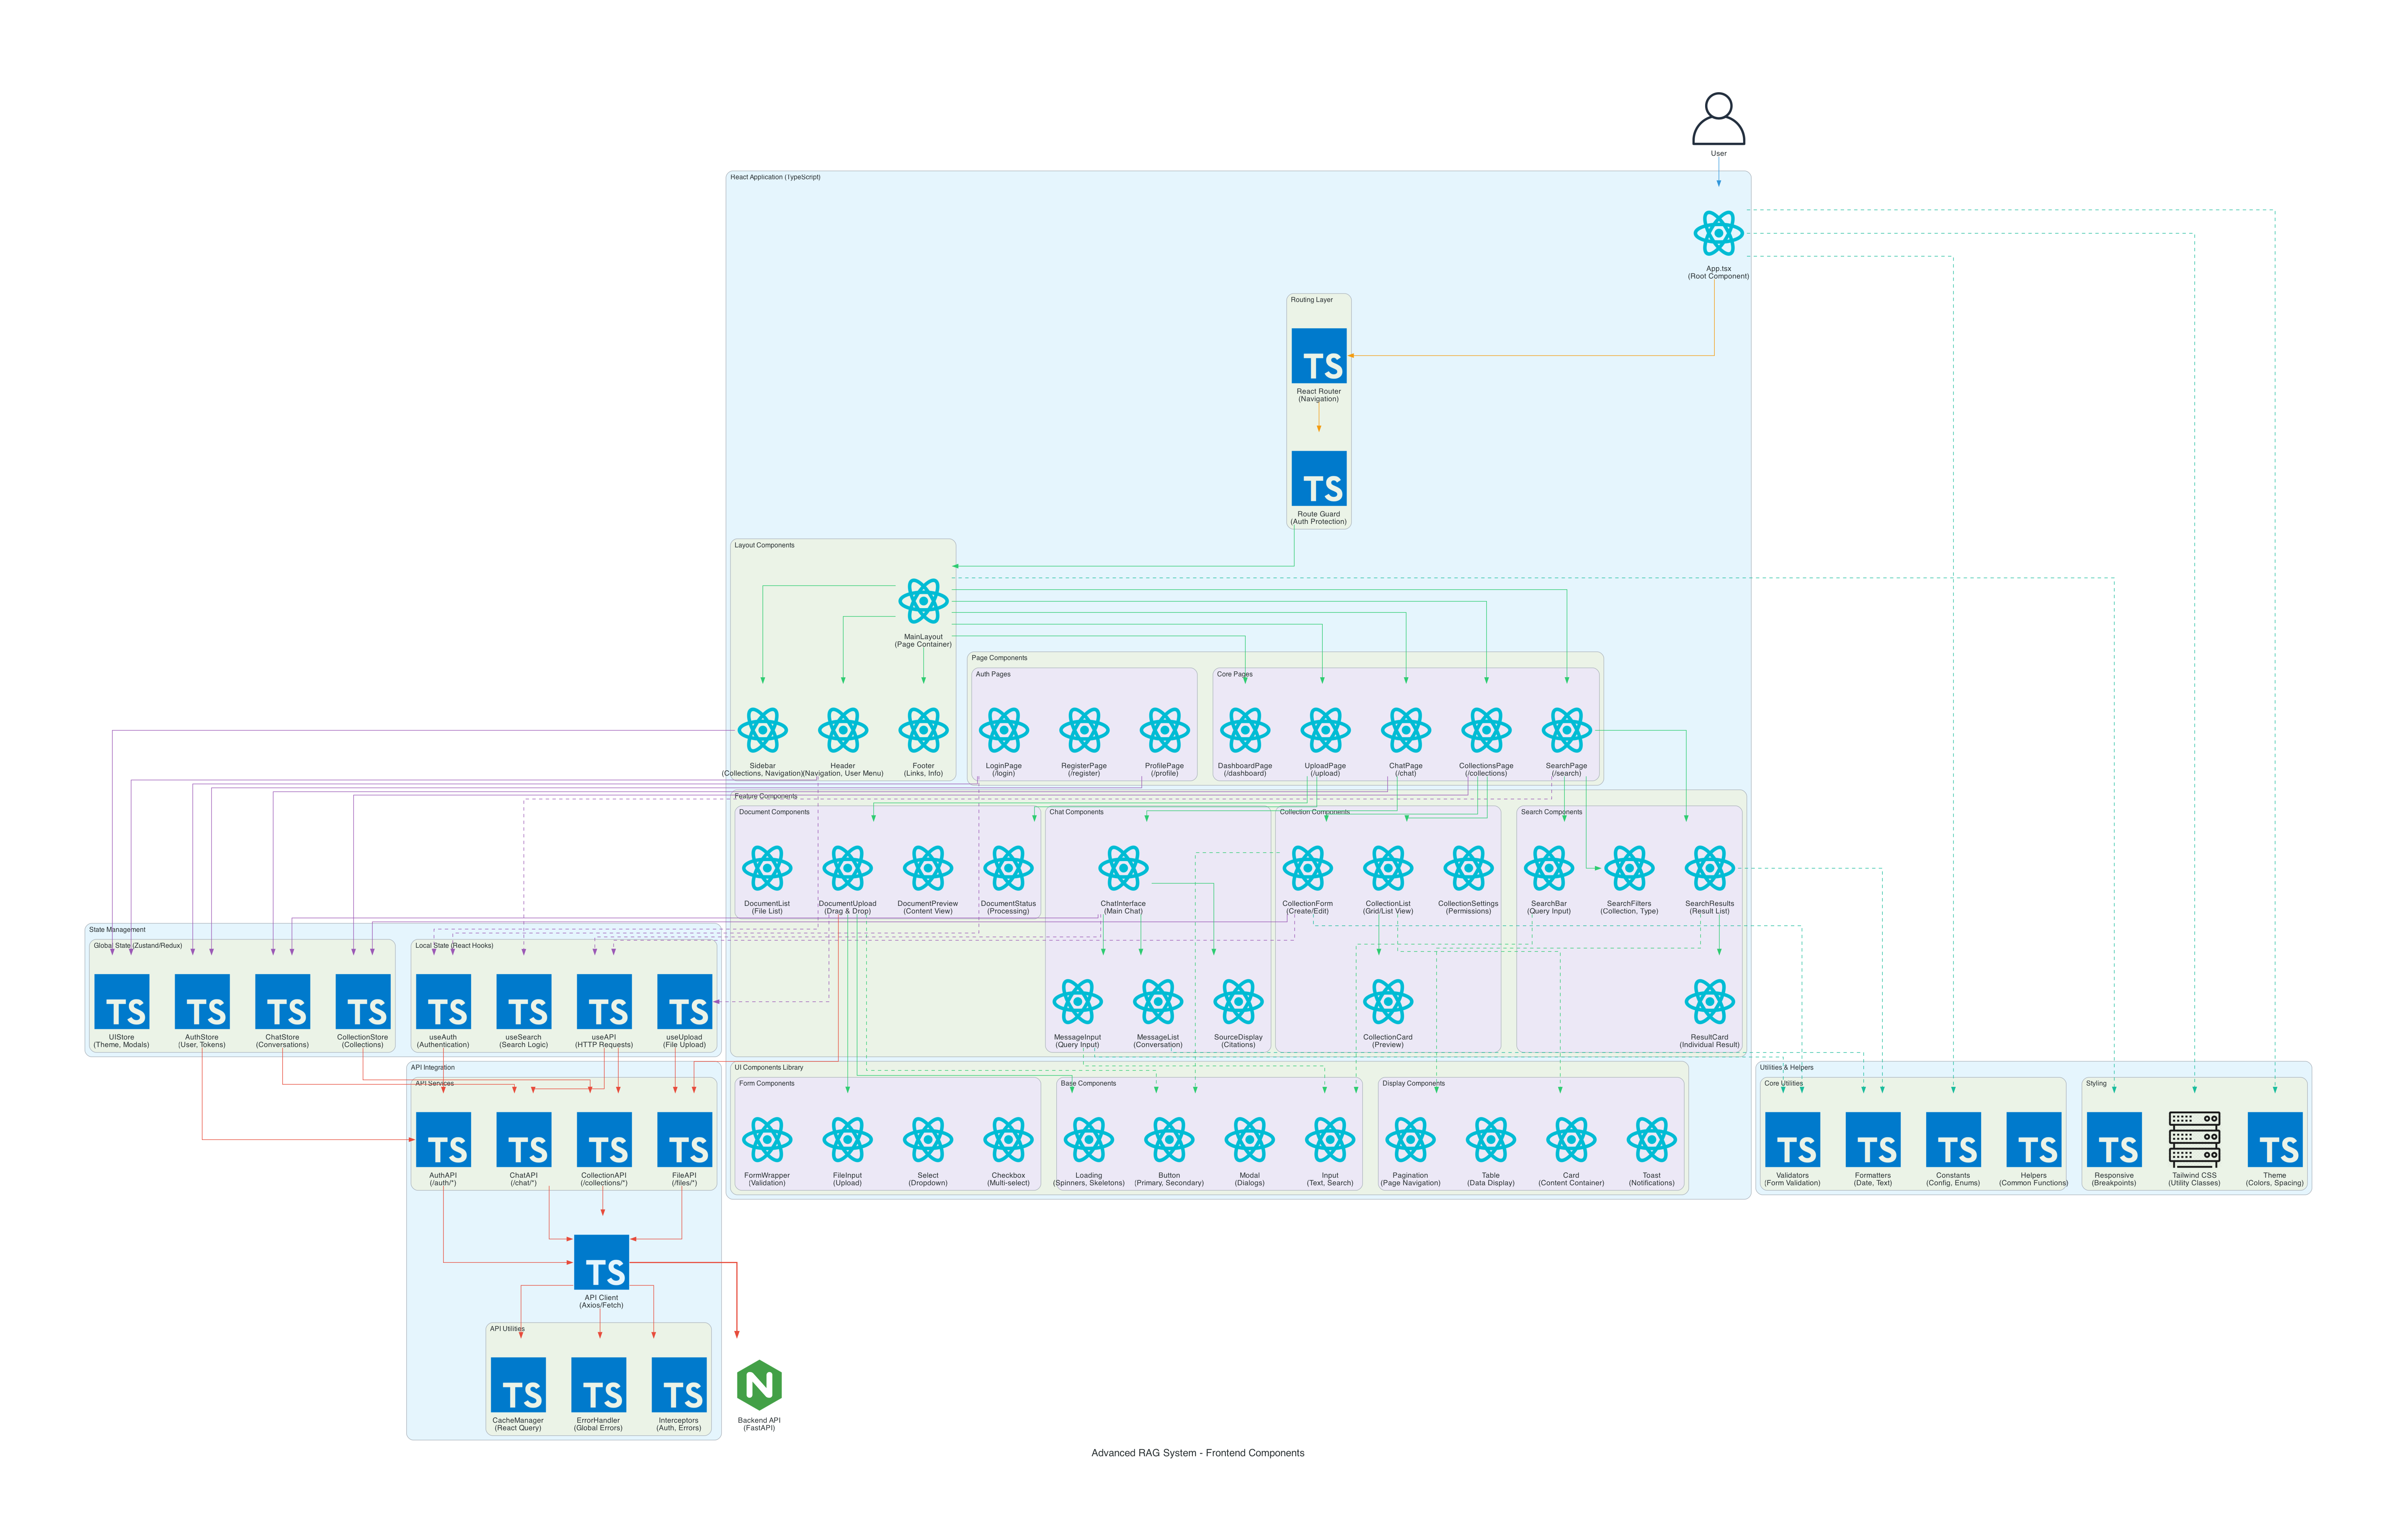 User
React Application (TypeScript)
App.tsx
(Root Component)
Routing Layer
TS
React Router
(Navigation)
TS
Route Guard
(Auth Protection)
Layout Components
MainLayout
(Page Container)
Sidebar
(Collections, Navigation)
Header
(Navigation, User Menu)
Footer
(Links, Info)
Page Components
Auth Pages
LoginPage
(/login)
RegisterPage
(/register)
ProfilePage
(/profile)
Core Pages
DashboardPage
(/dashboard)
UploadPage
(/upload)
ChatPage
(/chat)
CollectionsPage
(/collections)
SearchPage
(/search)
Feature Components
Document Components
DocumentList
(File List)
DocumentUpload
(Drag & Drop)
DocumentPreview
(Content View)
DocumentStatus
(Processing)
Chat Components
ChatInterface
(Main Chat)
MessageInput
(Query Input)
MessageList
(Conversation)
SourceDisplay
(Citations)
Collection Components
CollectionForm
(Create/Edit)
CollectionList
(Grid/List View)
CollectionSettings
(Permissions)
CollectionCard
(Preview)
Search Components
SearchBar
(Query Input)
SearchFilters
(Collection, Type)
SearchResults
(Result List)
ResultCard
(Individual Result)
State Management
Global State (Zustand/Redux)
TS
UIStore
(Theme, Modals)
TS
AuthStore
(User, Tokens)
TS
ChatStore
(Conversations)
TS
CollectionStore
(Collections)
Local State (React Hooks)
TS
useAuth
(Authentication)
TS
useSearch
(Search Logic)
TS
useAPI
(HTTP Requests)
TS
useUpload
(File Upload)
API Integration
API Services
TS
AuthAPI
(/auth/*)
TS
ChatAPI
(/chat/*)
TS
CollectionAPI
(/collections/*)
TS
FileAPI
(/files/*)
TS
API Client
(Axios/Fetch)
API Utilities
TS
CacheManager
(React Query)
TS
ErrorHandler
(Global Errors)
TS
Interceptors
(Auth, Errors)
N
Backend API
(FastAPI)
UI Components Library
Form Components
FormWrapper
(Validation)
FileInput
(Upload)
Select
(Dropdown)
Checkbox
(Multi-select)
Base Components
Loading
(Spinners, Skeletons)
Button
(Primary, Secondary)
Modal
(Dialogs)
Input
(Text, Search)
Display Components
Pagination
(Page Navigation)
Table
(Data Display)
Card
(Content Container)
Toast
(Notifications)
Utilities & Helpers
Core Utilities
TS
Validators
(Form Validation)
TS
Formatters
(Date, Text)
TS
Constants
(Config, Enums)
TS
Helpers
(Common Functions)
Styling
TS
Responsive
(Breakpoints)
Tailwind CSS
(Utility Classes)
TS
Theme
(Colors, Spacing)
Advanced RAG System - Frontend Components